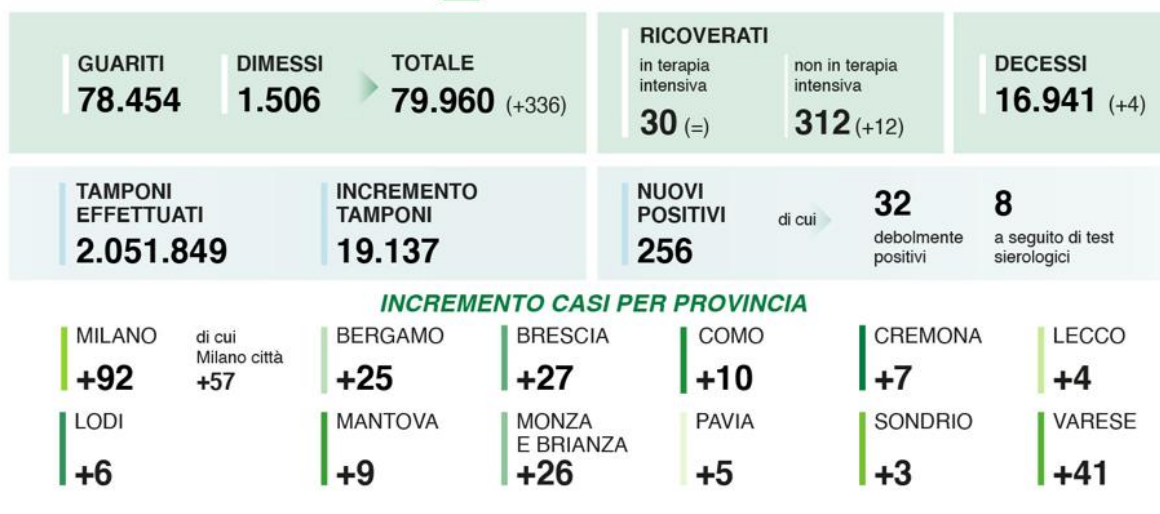 GUARITI
78.454
DIMESSI
1.506
TOTALE
79.960 (+336)
RICOVERATI
in terapia
intensiva
30 (=)
non in terapia
intensiva
312 (+12)
DECESSI
16.941 (+4)
TAMPONI
EFFETTUATI
2.051.849
INCREMENTO
TAMPONI
19.137
NUOVI
POSITIVI
256
di cui
32
debolmente
positivi
8
a seguito di test
sierologici
INCREMENTO CASI PER PROVINCIA
MILANO
+92
di cui
Milano città
+57
BERGAMO
+25
BRESCIA
+27
COMO
+10
CREMONA
+7
LECCO
+4
LODI
+6
MANTOVA
+9
MONZA
E BRIANZA
+26
PAVIA
+5
SONDRIO
+3
VARESE
+41